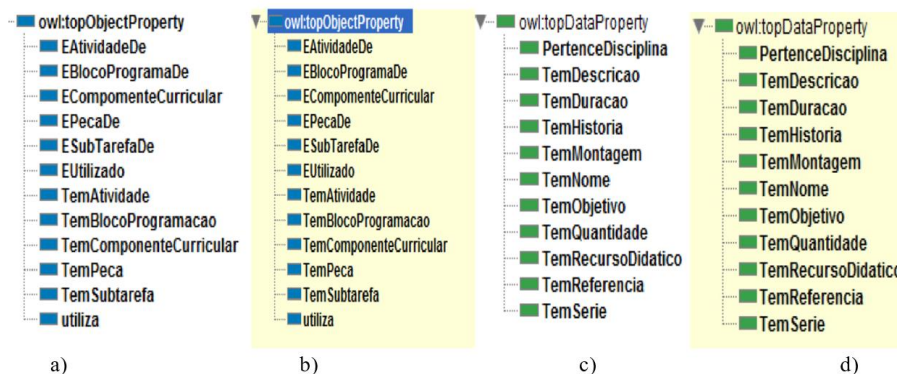 owl:topObjectProperty
EAtividadeDe
EBlocoProgramaDe
ECompomenteCurricular
EPecaDe
ESubTarefaDe
EUtilizado
TemAtividade
TemBlocoProgramacao
TemComponenteCurricular
TemPeca
TemSubtarefa
utiliza
a)
owl:topObjectProperty
EAtividadeDe
EBlocoProgramaDe
ECompomenteCurricular
EPecaDe
ESubTarefaDe
EUtilizado
TemAtividade
TemBlocoProgramacao
TemComponenteCurricular
TemPeca
TemSubtarefa
utiliza
b)
owl:topDataProperty
PertenceDisciplina
TemDescricao
TemDuracao
TemHistoria
TemMontagem
TemNome
TemObjetivo
TemQuantidade
TemRecursoDidatico
TemReferencia
TemSerie
c)
owl:topDataProperty
PertenceDisciplina
TemDescricao
TemDuracao
TemHistoria
TemMontagem
TemNome
TemObjetivo
TemQuantidade
TemRecursoDidatico
TemReferencia
TemSerie
d)